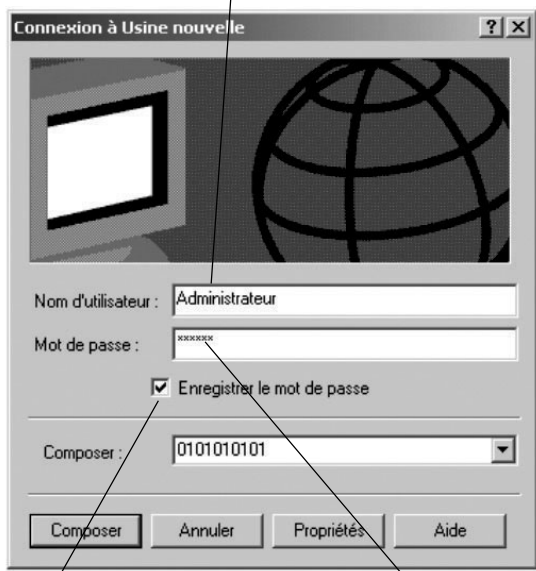 Connexion à Usine nouvelle
Nom d'utilisateur : Administrateur
Mot de passe : ××××××
Enregistrer le mot de passe
Composer : 0101010101
Composer Annuler Propriétés Aide